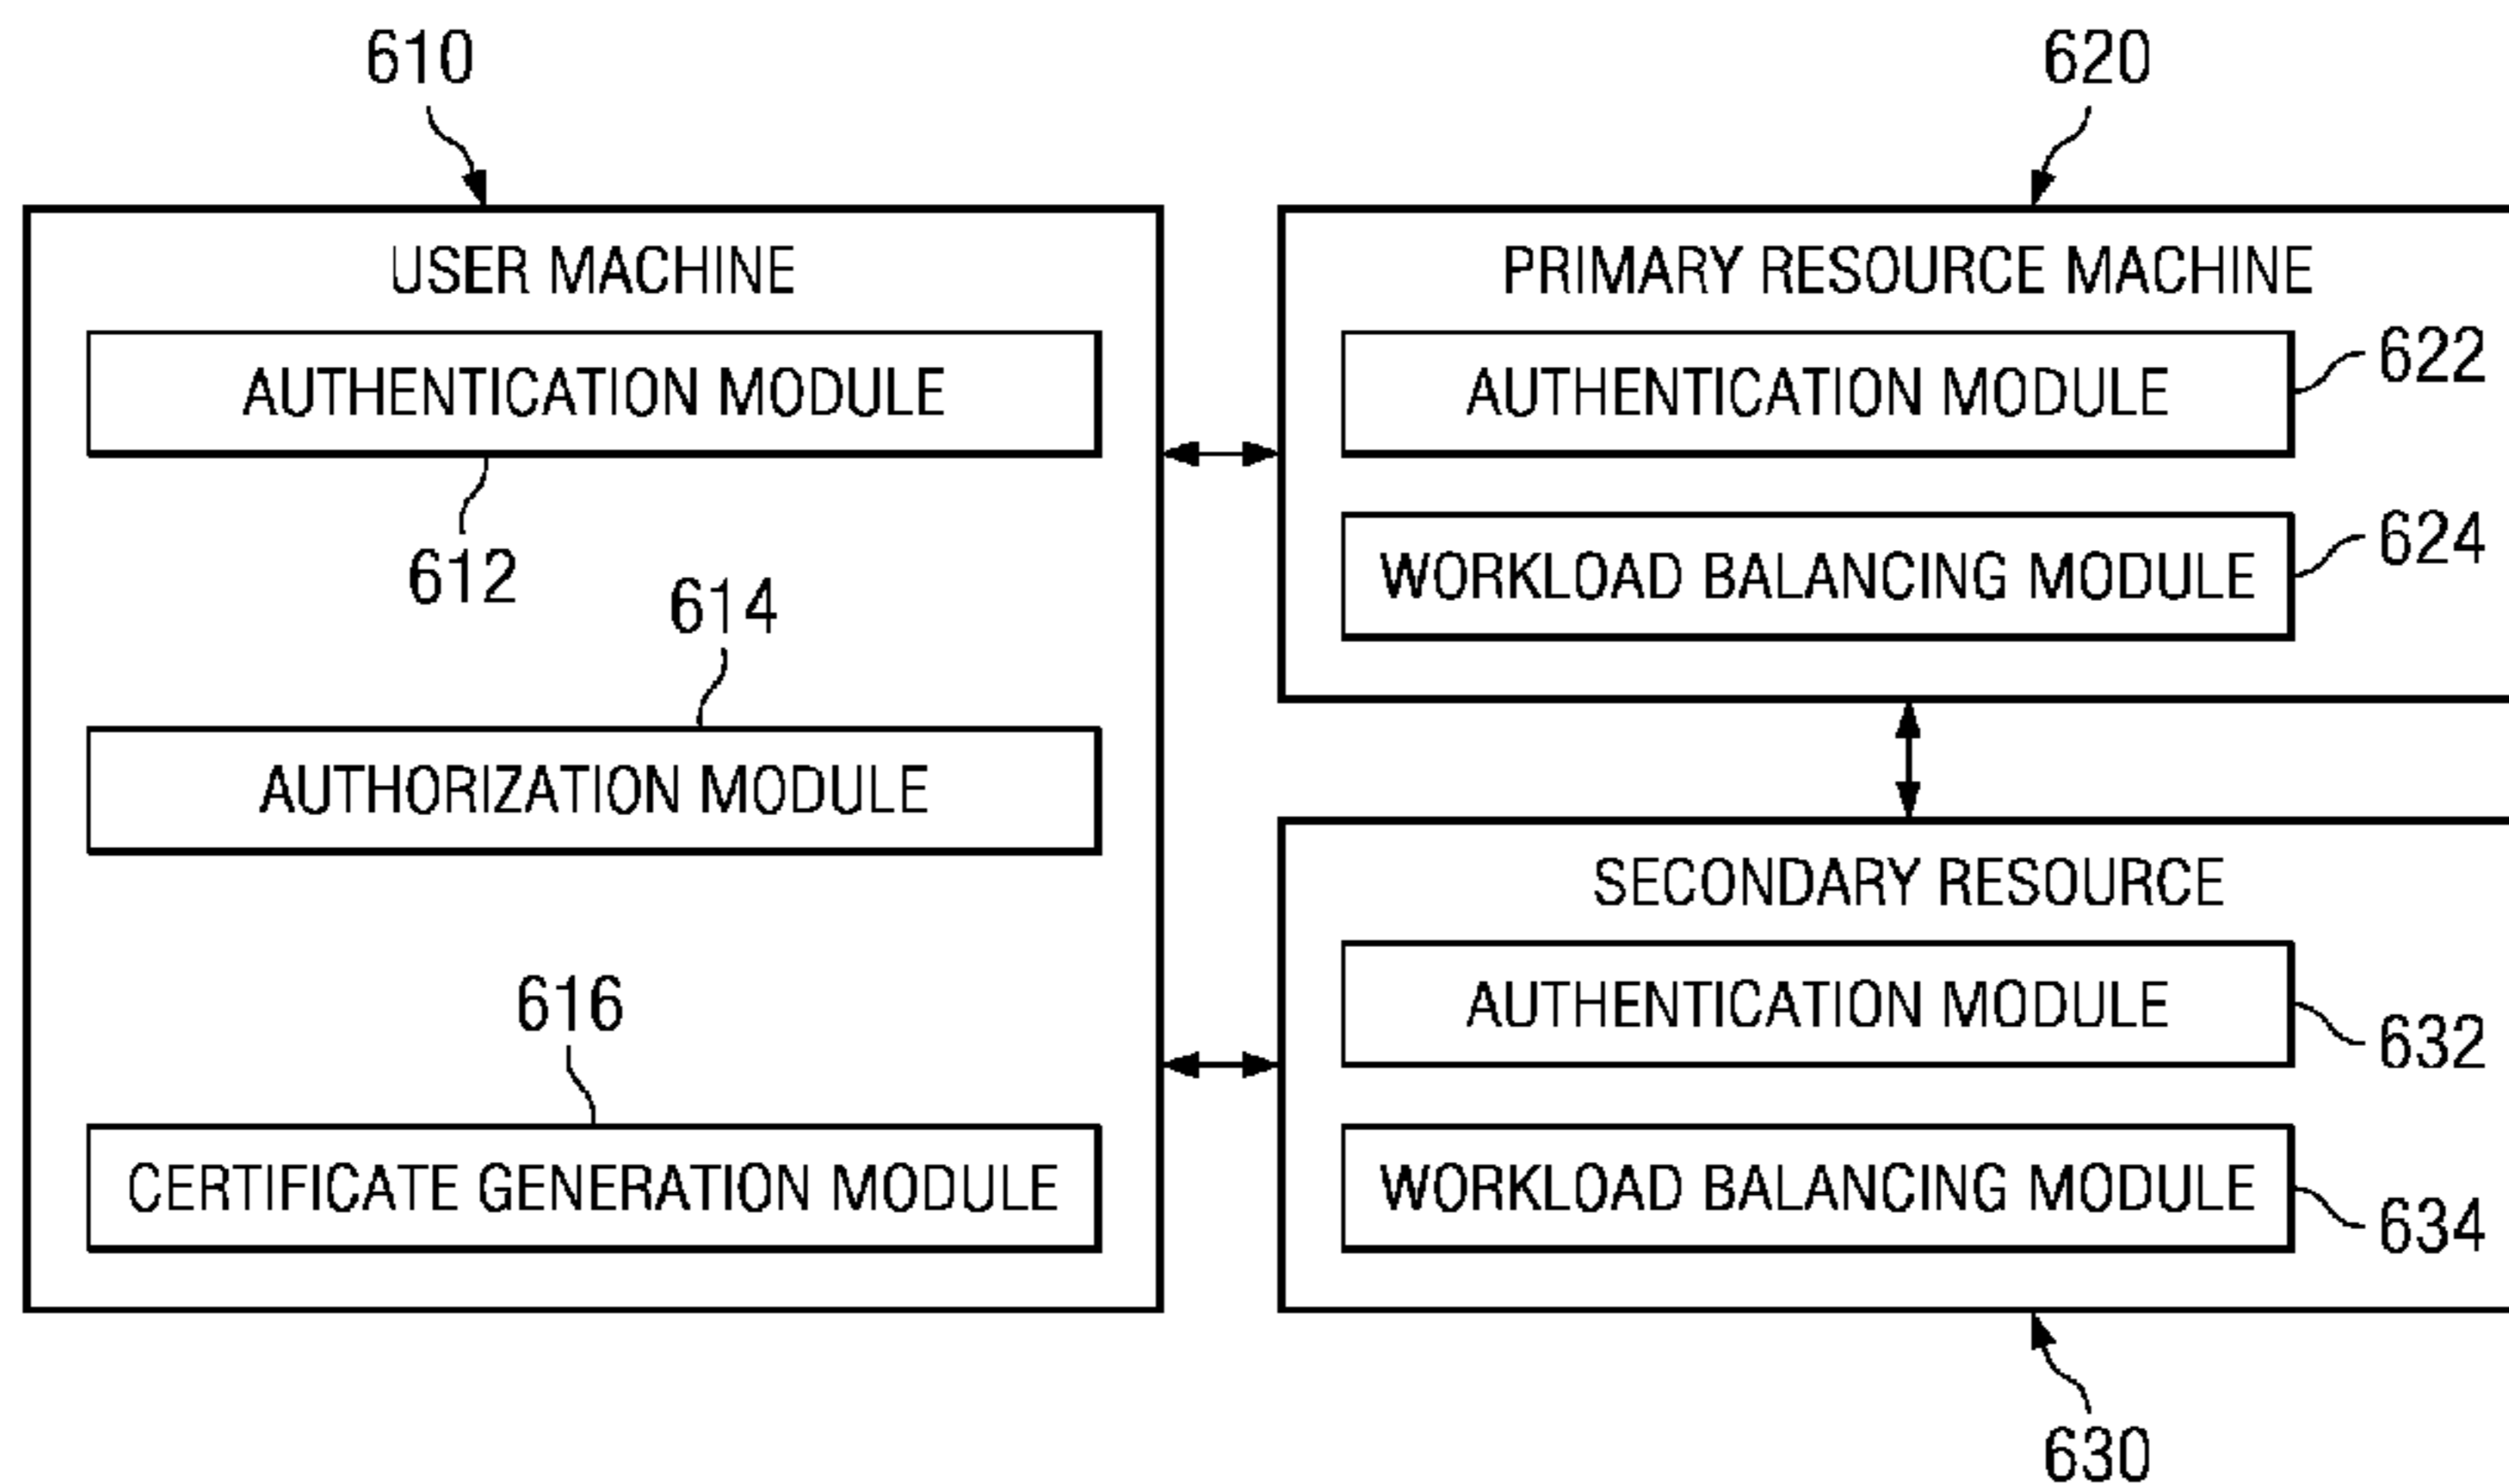 610
USER MACHINE
AUTHENTICATION MODULE
612
614
AUTHORIZATION MODULE
616
CERTIFICATE GENERATION MODULE
620
PRIMARY RESOURCE MACHINE
AUTHENTICATION MODULE
622
WORKLOAD BALANCING MODULE
624
SECONDARY RESOURCE
AUTHENTICATION MODULE
632
WORKLOAD BALANCING MODULE
634
630